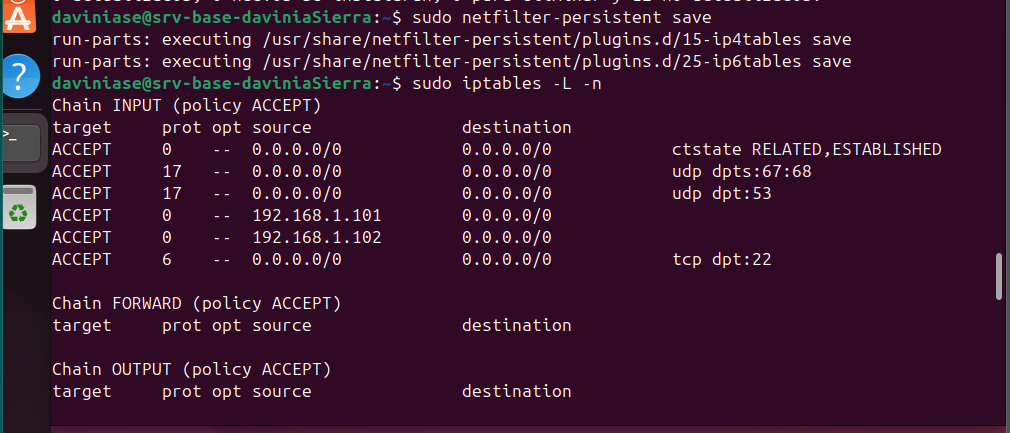 daviniase@srv-base-daviniaSierra:~$ sudo netfilter-persistent save
run-parts: executing /usr/share/netfilter-persistent/plugins.d/15-ip4tables save
run-parts: executing /usr/share/netfilter-persistent/plugins.d/25-ip6tables save
daviniase@srv-base-daviniaSierra:~$ sudo iptables -L -n
Chain INPUT (policy ACCEPT)
target     prot opt source               destination
ACCEPT     0    --  0.0.0.0/0            0.0.0.0/0            ctstate RELATED,ESTABLISHED
ACCEPT     17   --  0.0.0.0/0            0.0.0.0/0            udp dpts:67:68
ACCEPT     17   --  0.0.0.0/0            0.0.0.0/0            udp dpt:53
ACCEPT     0    --  192.168.1.101        0.0.0.0/0
ACCEPT     0    --  192.168.1.102        0.0.0.0/0
ACCEPT     6    --  0.0.0.0/0            0.0.0.0/0            tcp dpt:22
Chain FORWARD (policy ACCEPT)
target     prot opt source               destination
Chain OUTPUT (policy ACCEPT)
target     prot opt source               destination